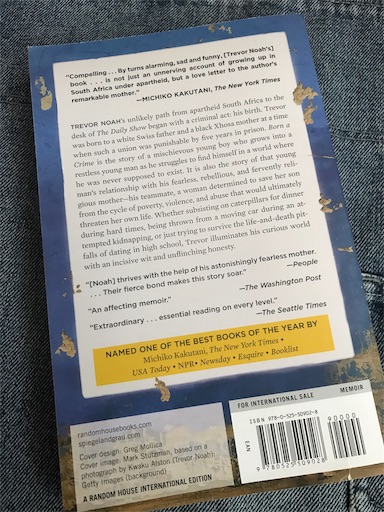 "Compelling . . . By turns alarming, sad and funny, [Trevor Noah's]
book . . . is not just an unnerving account of growing up in
South Africa under apartheid, but a love letter to the author's
remarkable mother."
—MICHIKO KAKUTANI, The New York Times
TREVOR NOAH's unlikely path from apartheid South Africa to the
desk of The Daily Show began with a criminal act: his birth. Trevor
was born to a white Swiss father and a black Xhosa mother at a time
when such a union was punishable by five years in prison. Born a
Crime is the story of a mischievous young boy who grows into a
restless young man as he struggles to find himself in a world where
he was never supposed to exist. It is also the story of that young
man's relationship with his fearless, rebellious, and fervently reli-
gious mother—his teammate, a woman determined to save her son
from the cycle of poverty, violence, and abuse that would ultimately
threaten her own life. Whether subsisting on caterpillars for dinner
during hard times, being thrown from a moving car during an at-
tempted kidnapping, or just trying to survive the life-and-death pit-
falls of dating in high school, Trevor illuminates his curious world
with an incisive wit and unflinching honesty.
"[Noah] thrives with the help of his astonishingly fearless mother.
. . . Their fierce bond makes this story soar." —People
"An affecting memoir." —The Washington Post
"Extraordinary . . . essential reading on every level."
—The Seattle Times
NAMED ONE OF THE BEST BOOKS OF THE YEAR BY
Michiko Kakutani, The New York Times •
USA Today • NPR • Newsday • Esquire • Booklist
randomhousebooks.com
spiegelandgrau.com
Cover design: Greg Mollica
Cover image: Mark Stutzman, based on a
photograph by Kwaku Alston (Trevor Noah);
Getty Images (background)
A RANDOM HOUSE INTERNATIONAL EDITION
FOR INTERNATIONAL SALE MEMOIR
ISBN 978-0-525-50902-8
90000
EAN
9 780525 509028